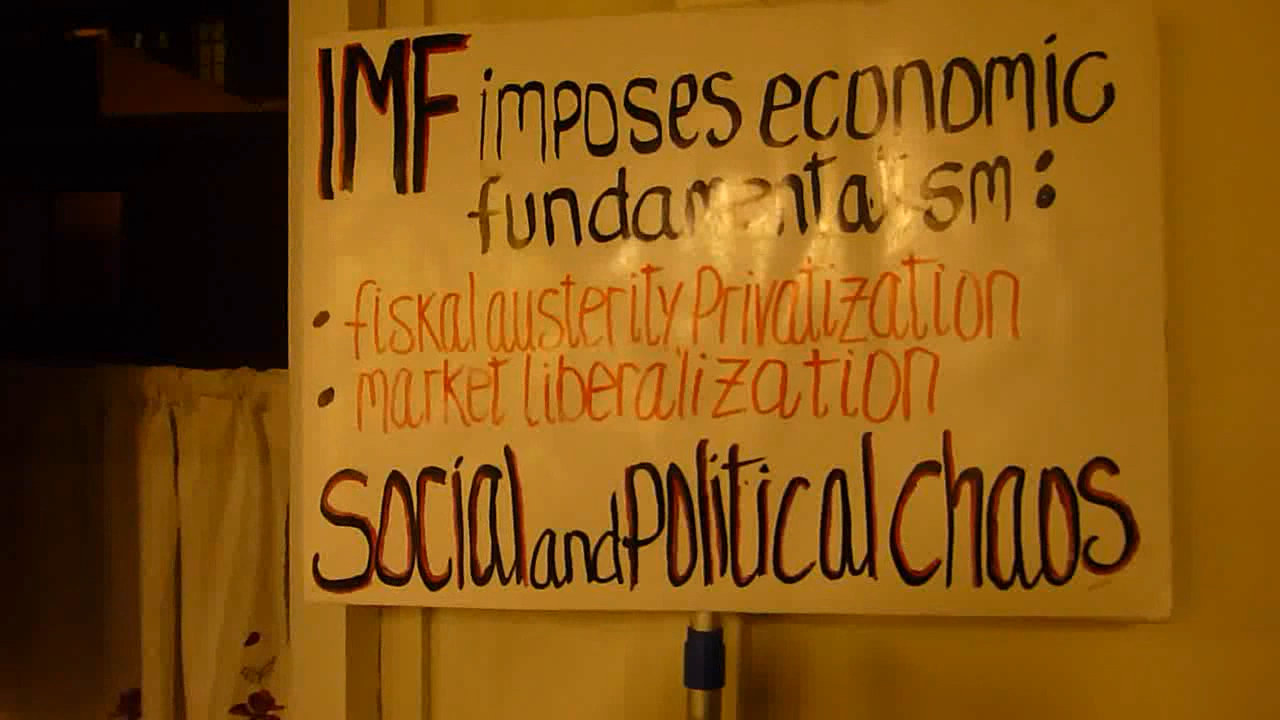 IMF imposes economic
fundamentalism:
• fiskal austerity Privatization
• market liberalization
Social and Political chaos